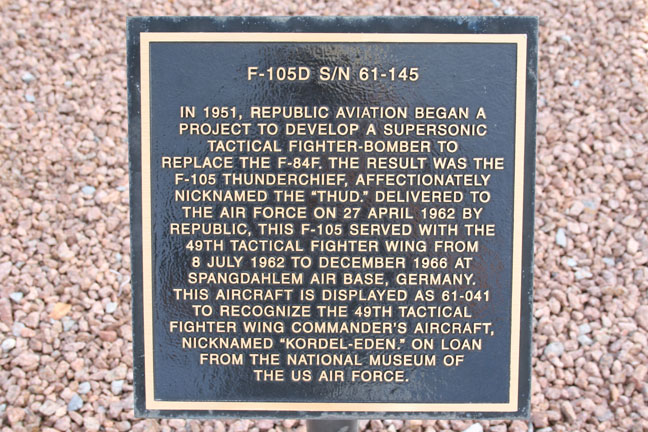 F-105D S/N 61-145
IN 1951, REPUBLIC AVIATION BEGAN A
PROJECT TO DEVELOP A SUPERSONIC
TACTICAL FIGHTER-BOMBER TO
REPLACE THE F-84F. THE RESULT WAS THE
F-105 THUNDERCHIEF, AFFECTIONATELY
NICKNAMED THE "THUD." DELIVERED TO
THE AIR FORCE ON 27 APRIL 1962 BY
REPUBLIC, THIS F-105 SERVED WITH THE
49TH TACTICAL FIGHTER WING FROM
8 JULY 1962 TO DECEMBER 1966 AT
SPANGDAHLEM AIR BASE, GERMANY.
THIS AIRCRAFT IS DISPLAYED AS 61-041
TO RECOGNIZE THE 49TH TACTICAL
FIGHTER WING COMMANDER'S AIRCRAFT,
NICKNAMED "KORDEL-EDEN." ON LOAN
FROM THE NATIONAL MUSEUM OF
THE US AIR FORCE.